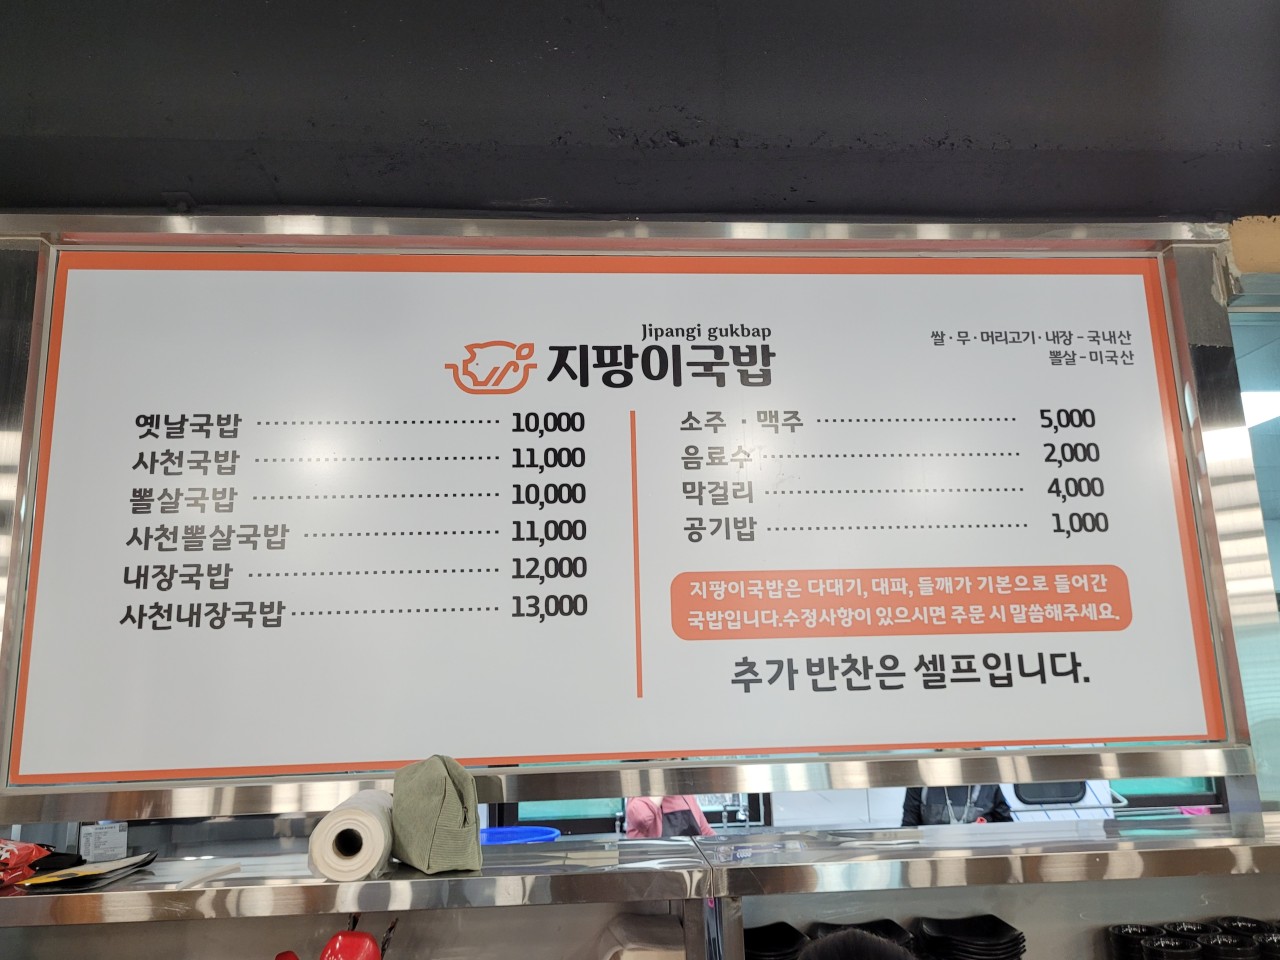 Jipangi gukbap
지팡이국밥
쌀·무·머리고기·내장-국내산
뽈살-미국산
옛날국밥 10,000
사천국밥 11,000
뽈살국밥 10,000
사천뽈살국밥 11,000
내장국밥 12,000
사천내장국밥 13,000
소주·맥주 5,000
음료수 2,000
막걸리 4,000
공기밥 1,000
지팡이국밥은 다대기, 대파, 들깨가 기본으로 들어간
국밥입니다.수정사항이 있으시면 주문 시 말씀해주세요.
추가 반찬은 셀프입니다.